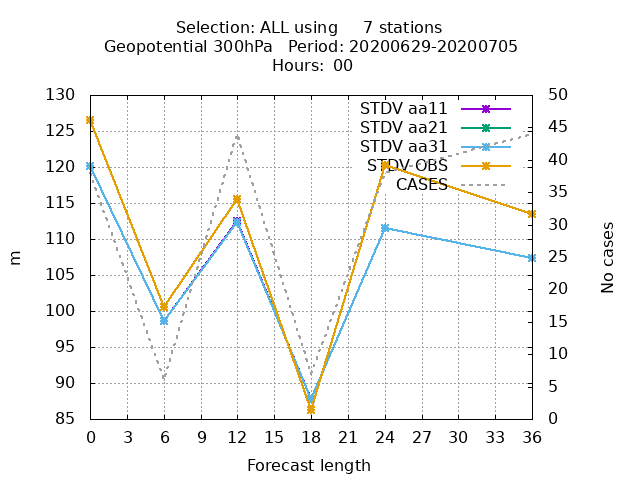 Selection: ALL using     7 stations
Geopotential 300hPa   Period: 20200629-20200705
Hours:  00
130
125
120
115
110
105
100
95
90
85
m
50
45
40
35
30
25
20
15
10
5
0
No cases
STDV aa11
STDV aa21
STDV aa31
STDV OBS
CASES
0 3 6 9 12 15 18 21 24 27 30 33 36
Forecast length